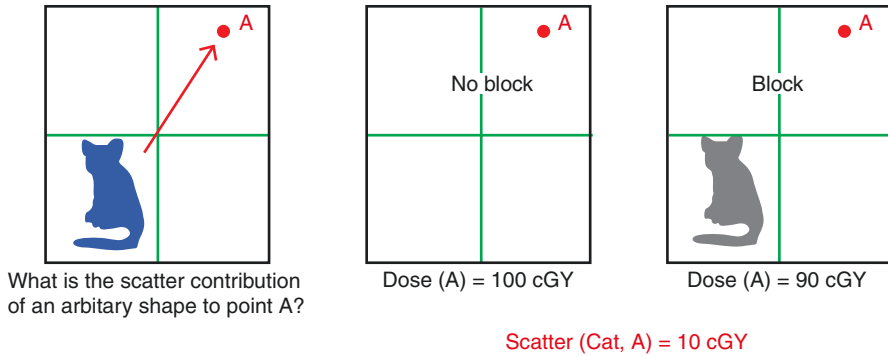 A
What is the scatter contribution
of an arbitary shape to point A?
A
No block
Dose (A) = 100 cGY
A
Block
Dose (A) = 90 cGY
Scatter (Cat, A) = 10 cGY